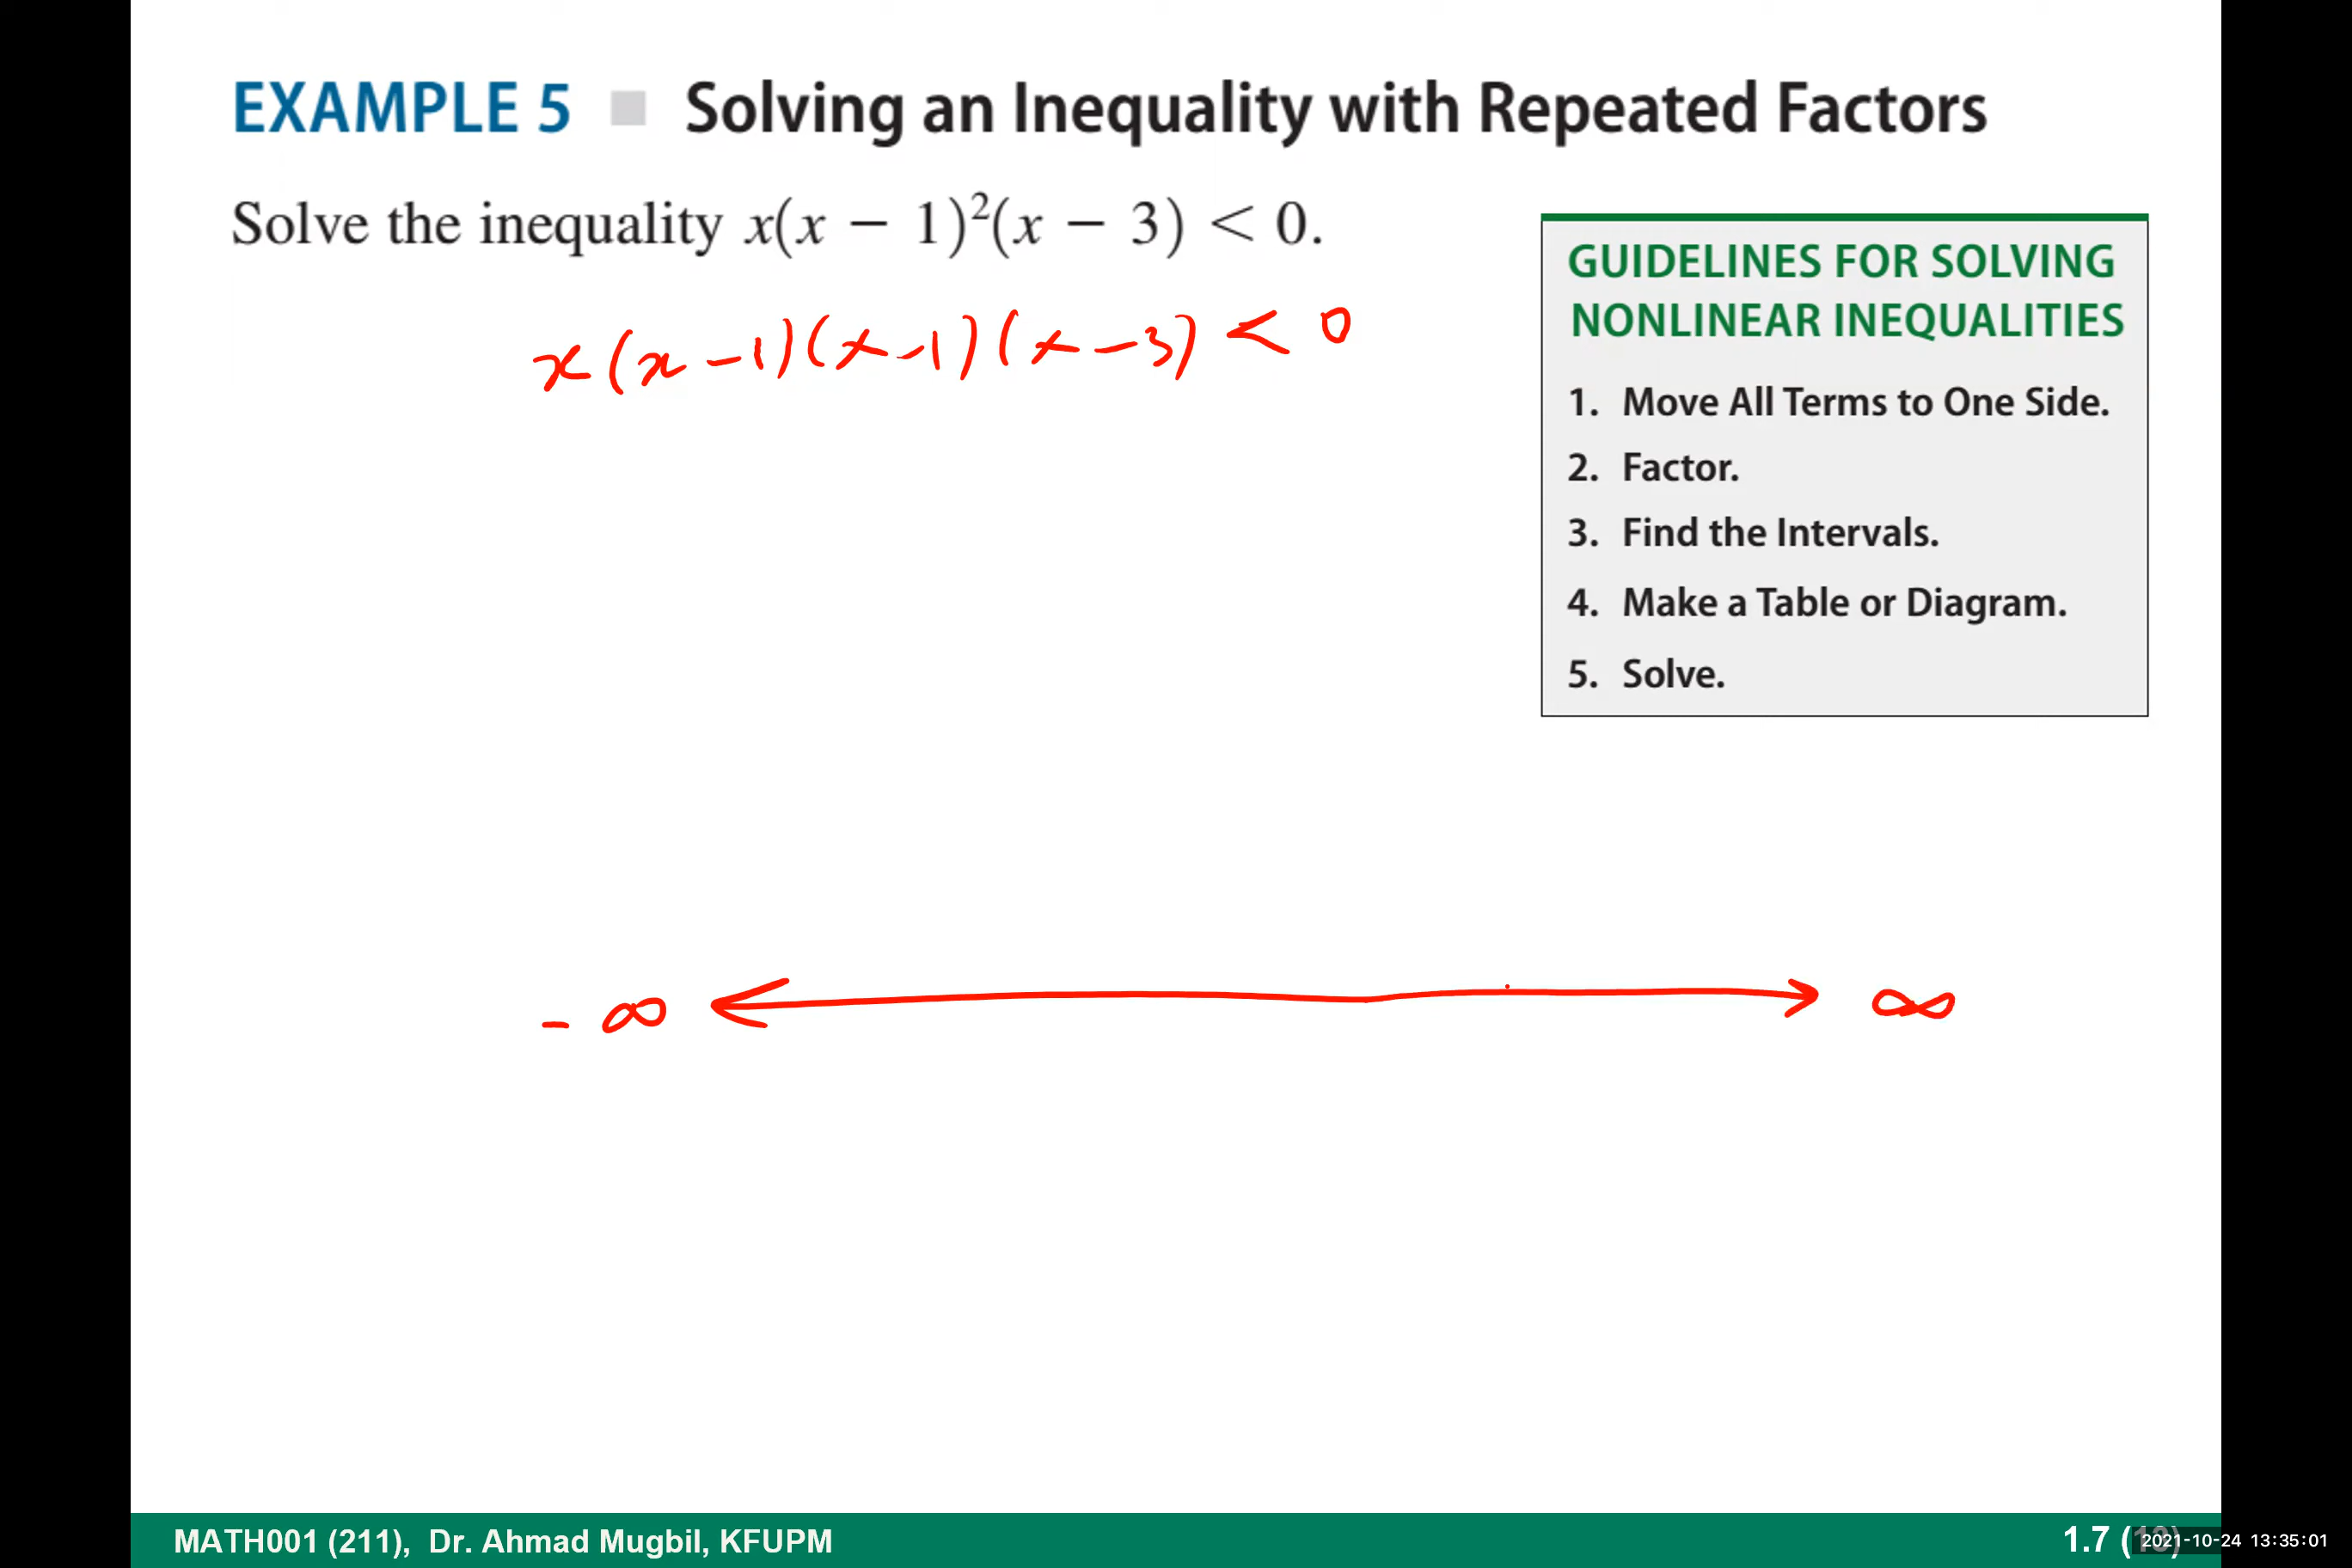 EXAMPLE 5 ■ Solving an Inequality with Repeated Factors
Solve the inequality x(x − 1)²(x − 3) < 0.
x(x-1)(x-1)(x-3) < 0
GUIDELINES FOR SOLVING
NONLINEAR INEQUALITIES
1. Move All Terms to One Side.
2. Factor.
3. Find the Intervals.
4. Make a Table or Diagram.
5. Solve.
-∞ ∞
MATH001 (211), Dr. Ahmad Mugbil, KFUPM
1.7
2021-10-24 13:35:01